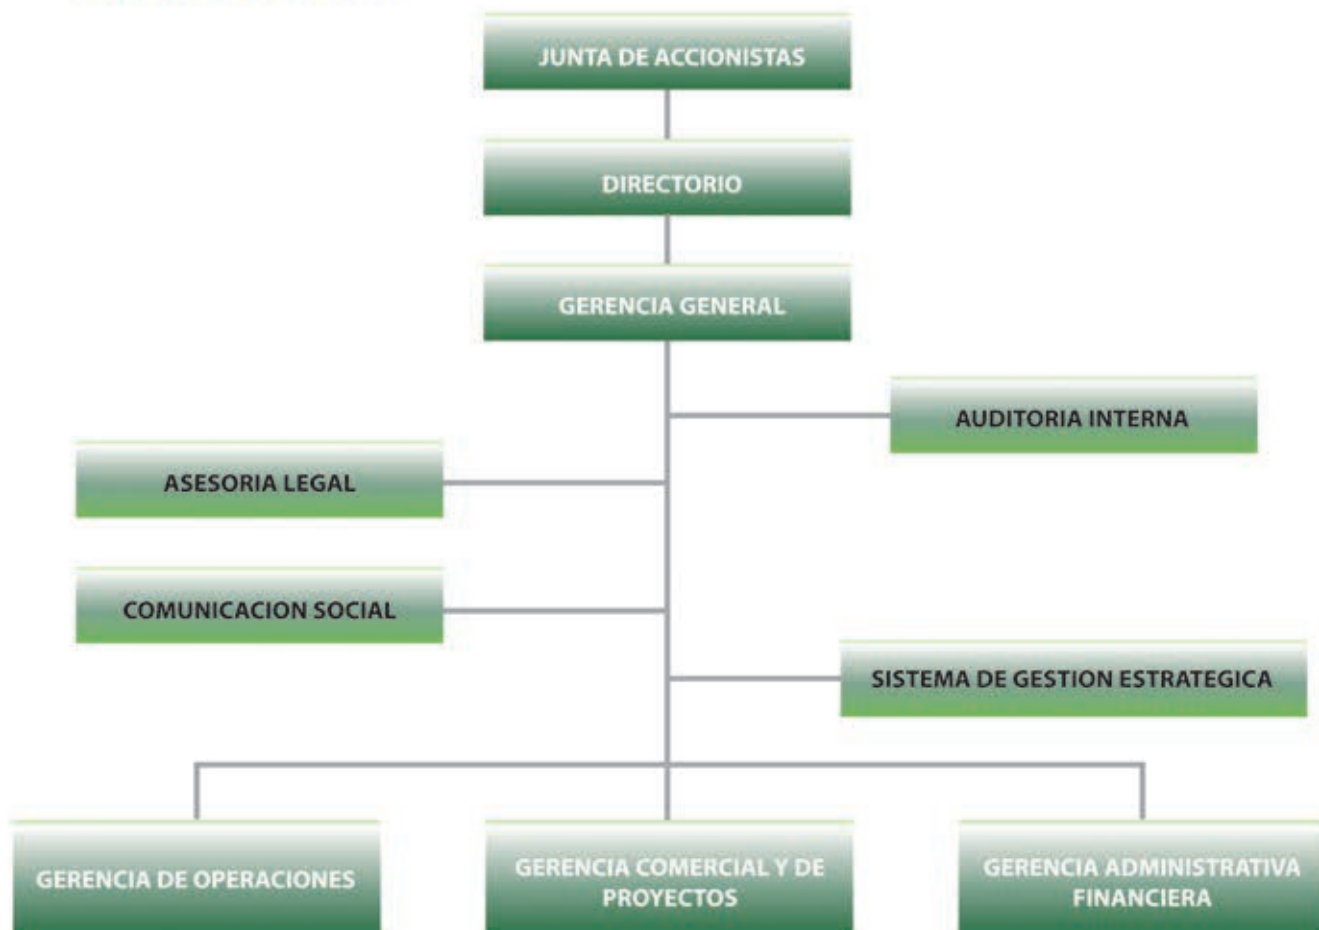 JUNTA DE ACCIONISTAS
DIRECTORIO
GERENCIA GENERAL
AUDITORIA INTERNA
ASESORIA LEGAL
COMUNICACION SOCIAL
SISTEMA DE GESTION ESTRATEGICA
GERENCIA DE OPERACIONES
GERENCIA COMERCIAL Y DE
PROYECTOS
GERENCIA ADMINISTRATIVA
FINANCIERA